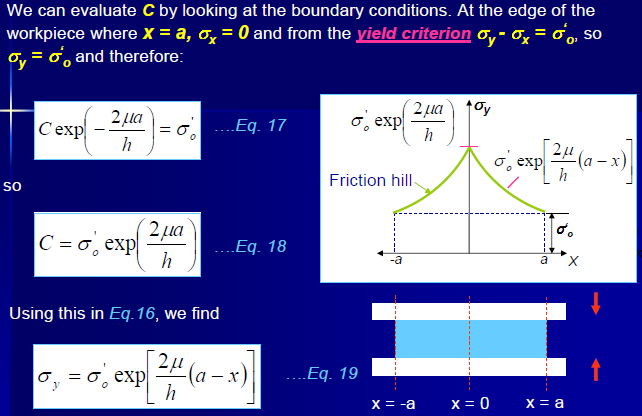 We can evaluate C by looking at the boundary conditions. At the edge of the
workpiece where x = a, σx = 0 and from the yield criterion σy - σx = σ'o, so
σy = σ'o and therefore:
C exp(− 2μa/h) = σ'o ....Eq. 17
so
C = σ'o exp(2μa/h) ....Eq. 18
Using this in Eq.16, we find
σy = σ'o exp[2μ/h (a − x)] ....Eq. 19
σ'o exp(2μa/h)
σy
σ'o exp[2μ/h (a − x)]
Friction hill
σ'o
-a
a
X
x = -a
x = 0
x = a